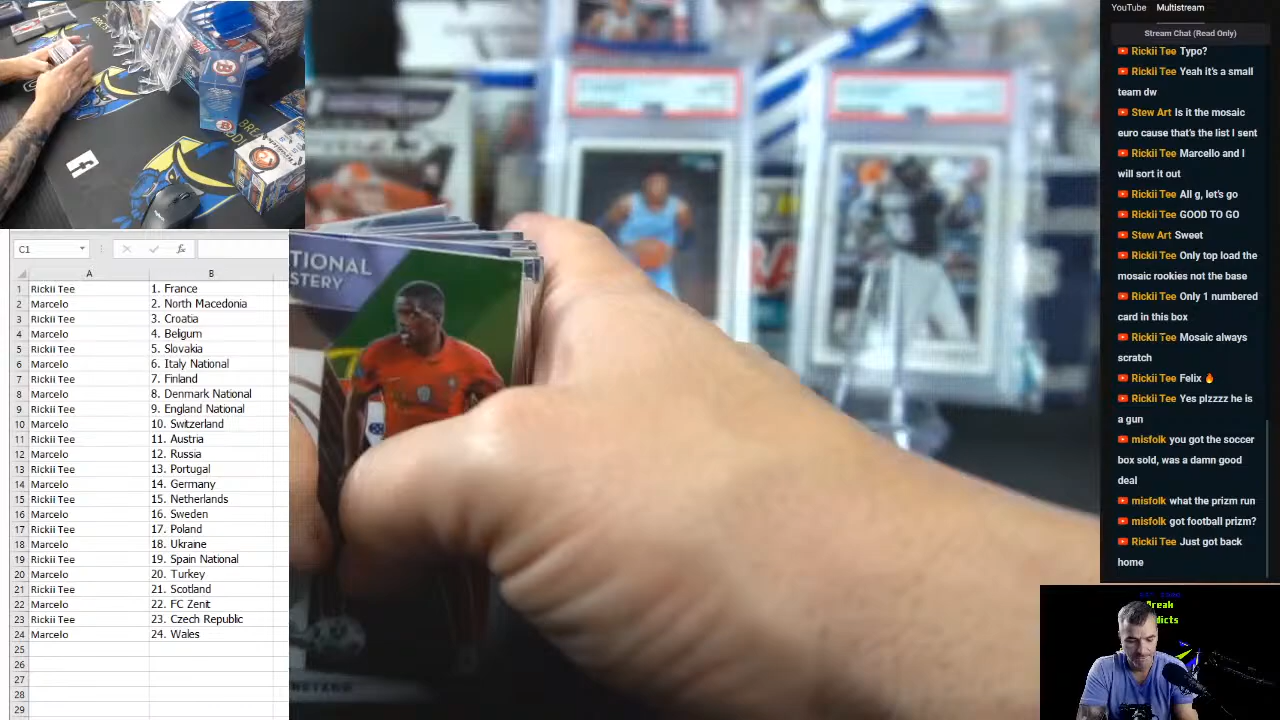 YouTube Multistream
Stream Chat (Read Only)
Rickii Tee Typo?
Rickii Tee Yeah it's a small
team dw
Stew Art Is it the mosaic
euro cause that's the list I sent
Rickii Tee Marcello and I
will sort it out
Rickii Tee All g, let's go
Rickii Tee GOOD TO GO
Stew Art Sweet
Rickii Tee Only top load the
mosaic rookies not the base
Rickii Tee Only 1 numbered
card in this box
Rickii Tee Mosaic always
scratch
Rickii Tee Felix 🔥
Rickii Tee Yes plzzzz he is
a gun
misfolk you got the soccer
box sold, was a damn good
deal
misfolk what the prizm run
misfolk got football prizm?
Rickii Tee Just got back
home
C1
fx
A B
1 Rickii Tee 1. France
2 Marcelo 2. North Macedonia
3 Rickii Tee 3. Croatia
4 Marcelo 4. Beligum
5 Rickii Tee 5. Slovakia
6 Marcelo 6. Italy National
7 Rickii Tee 7. Finland
8 Marcelo 8. Denmark National
9 Rickii Tee 9. England National
10 Marcelo 10. Switzerland
11 Rickii Tee 11. Austria
12 Marcelo 12. Russia
13 Rickii Tee 13. Portugal
14 Marcelo 14. Germany
15 Rickii Tee 15. Netherlands
16 Marcelo 16. Sweden
17 Rickii Tee 17. Poland
18 Marcelo 18. Ukraine
19 Rickii Tee 19. Spain National
20 Marcelo 20. Turkey
21 Rickii Tee 21. Scotland
22 Marcelo 22. FC Zenit
23 Rickii Tee 23. Czech Republic
24 Marcelo 24. Wales
25
26
27
28
29
TIONAL
STERY
Break